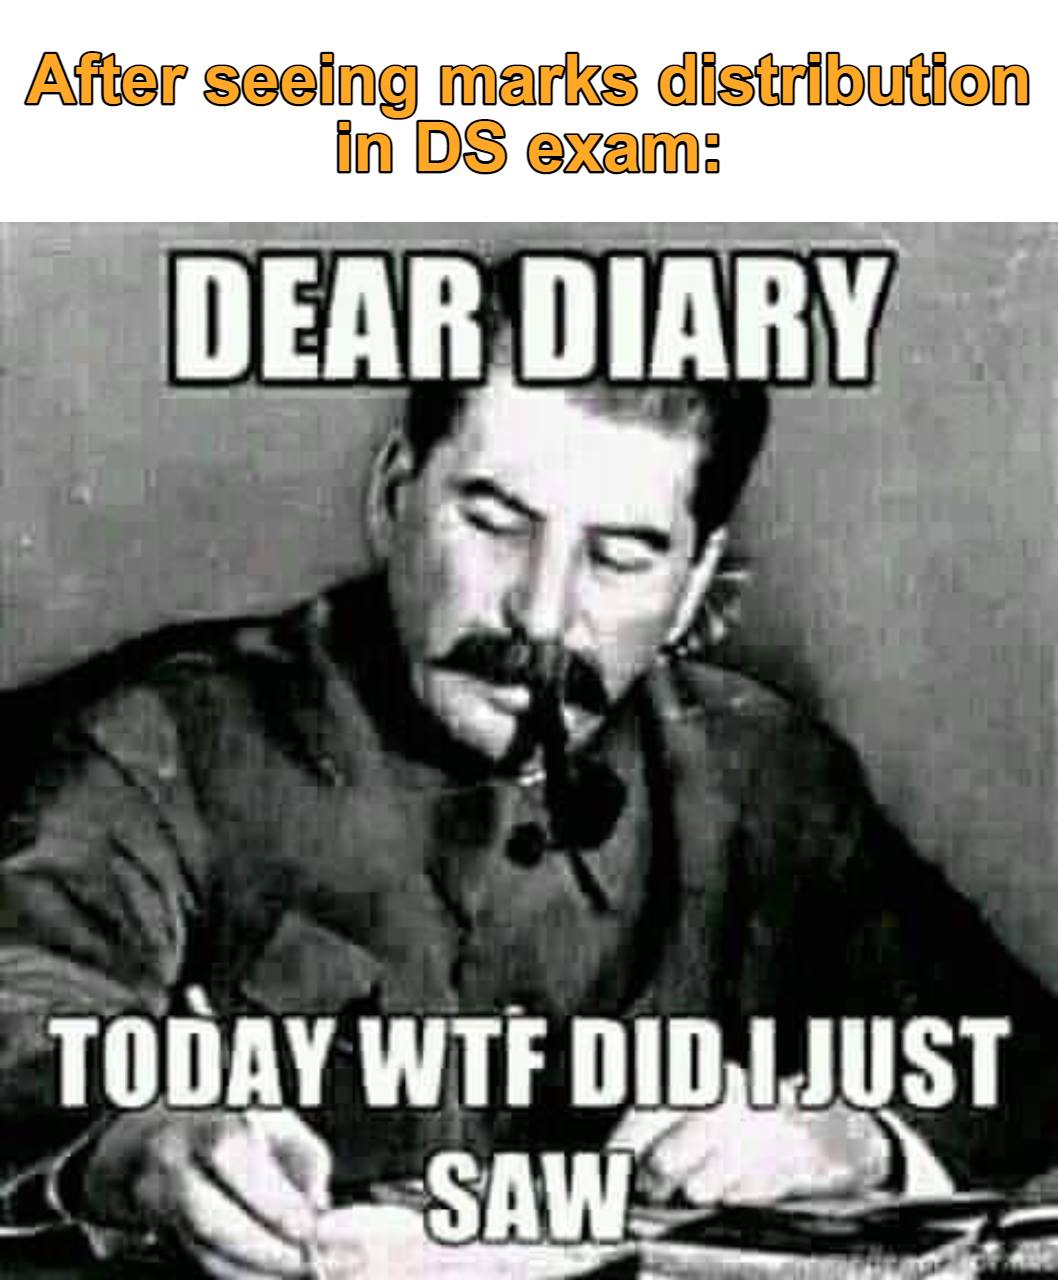 After seeing marks distribution
in DS exam:
DEAR DIARY
TODAY WTF DID I JUST
SAW